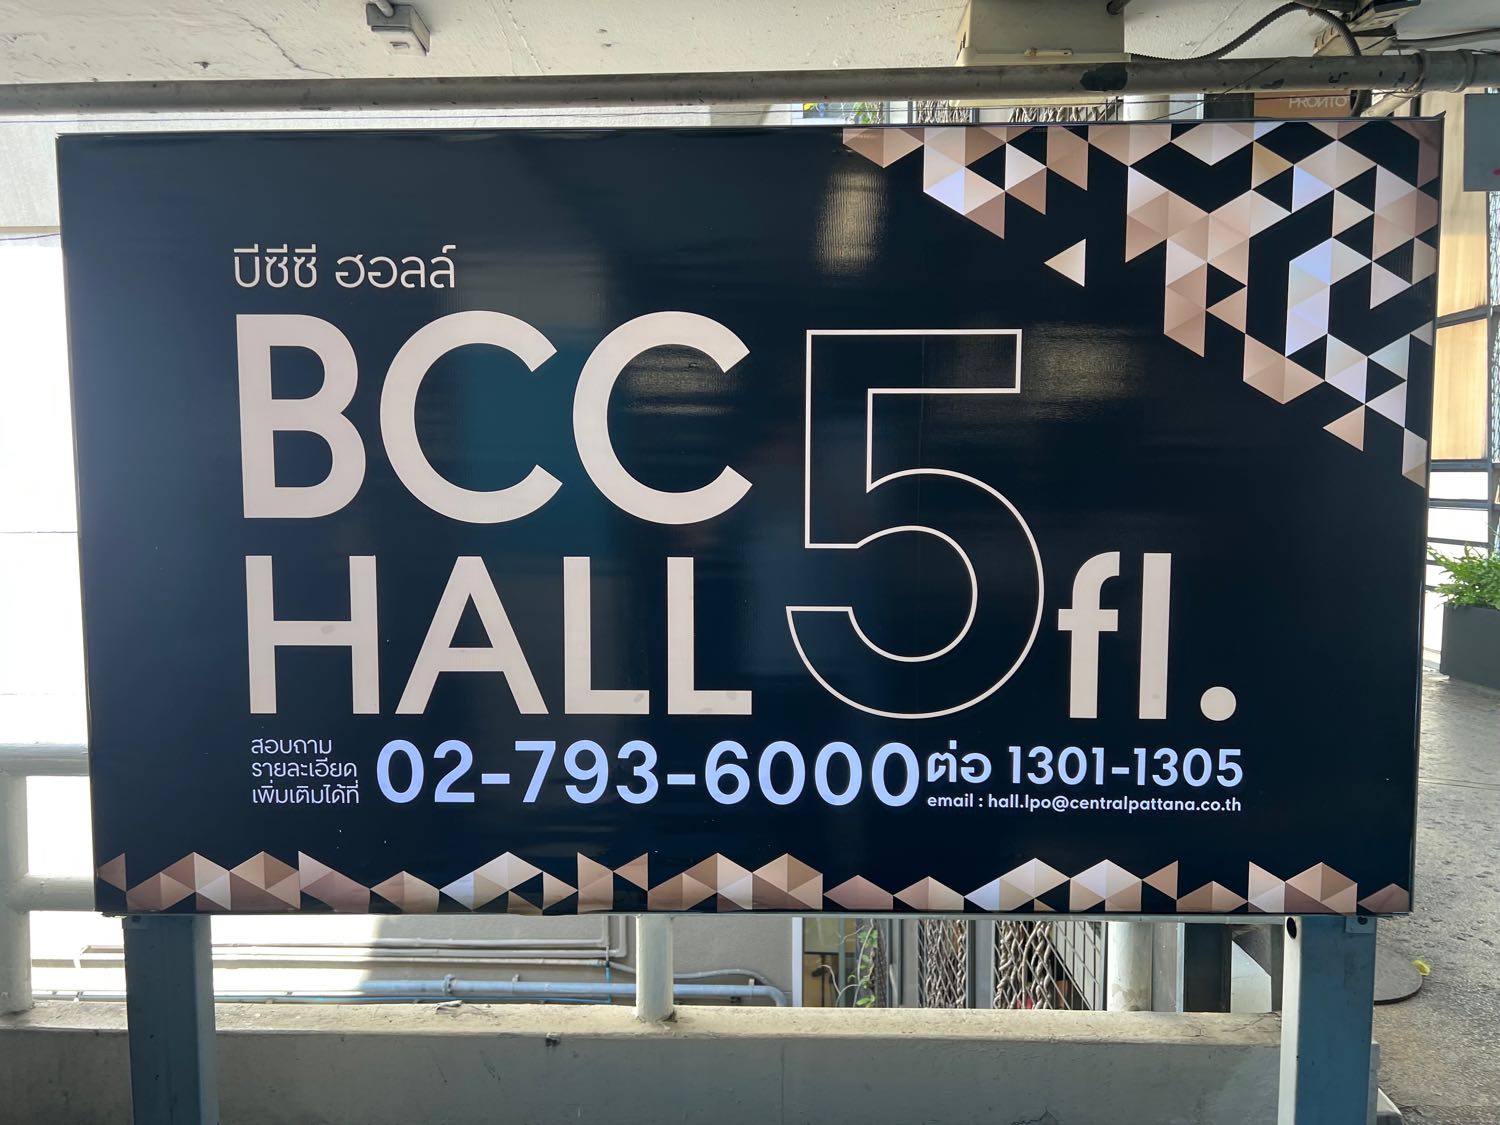 PRONTO
บีซีซี ฮอลล์
BCC
HALL
5 fl.
สอบถาม
รายละเอียด
เพิ่มเติมได้ที่
02-793-6000 ต่อ 1301-1305
email : hall.lpo@centralpattana.co.th